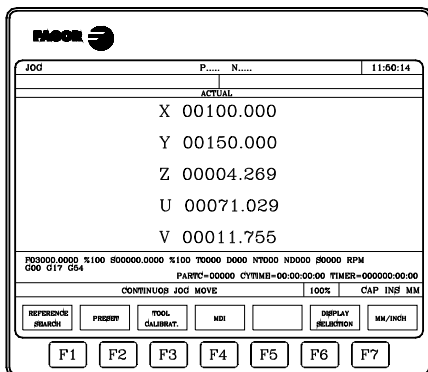 FAGOR
JOG P..... N..... 11:50:14
ACTUAL
X 00100.000
Y 00150.000
Z 00004.269
U 00071.029
V 00011.755
F03000.0000 %100 S00000.0000 %100 T0000 D000 NT000 ND000 S0000 RPM
G00 G17 G54
PARTC=00000 CYTIME=00:00:00:00 TIMER=000000:00:00
CONTINUOS JOG MOVE 100% CAP INS MM
REFERENCE SEARCH
PRESET
TOOL CALIBRAT.
MDI
DISPLAY SELECTION
MM/INCH
F1 F2 F3 F4 F5 F6 F7